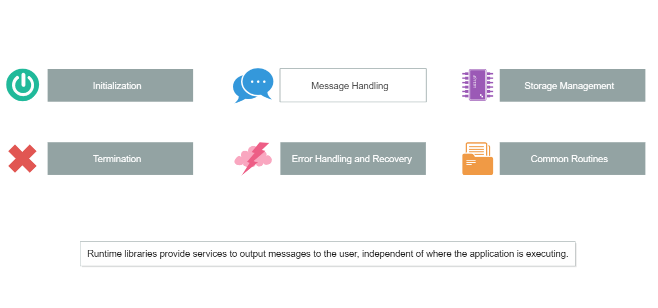 Initialization
Message Handling
Storage Management
Termination
Error Handling and Recovery
Common Routines
Runtime libraries provide services to output messages to the user, independent of where the application is executing.